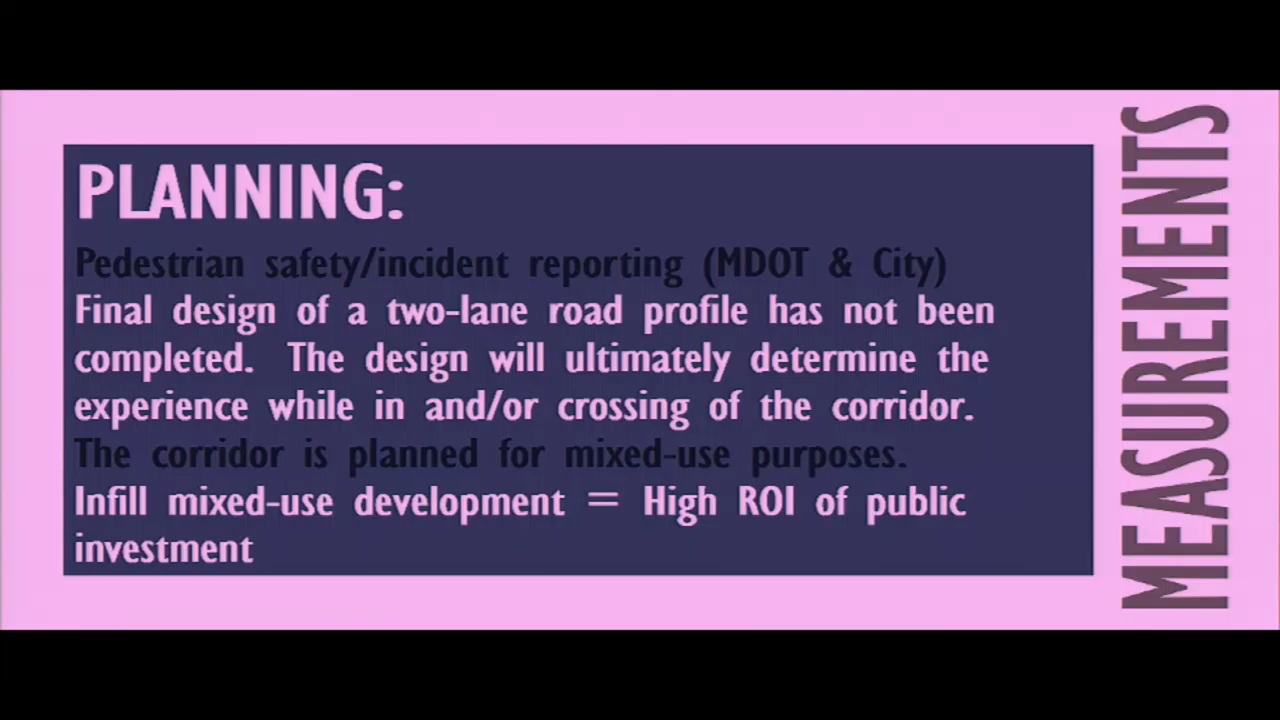 PLANNING:
Pedestrian safety/incident reporting (MDOT & City)
Final design of a two-lane road profile has not been
completed. The design will ultimately determine the
experience while in and/or crossing of the corridor.
The corridor is planned for mixed-use purposes.
Infill mixed-use development = High ROI of public
investment
MEASUREMENTS